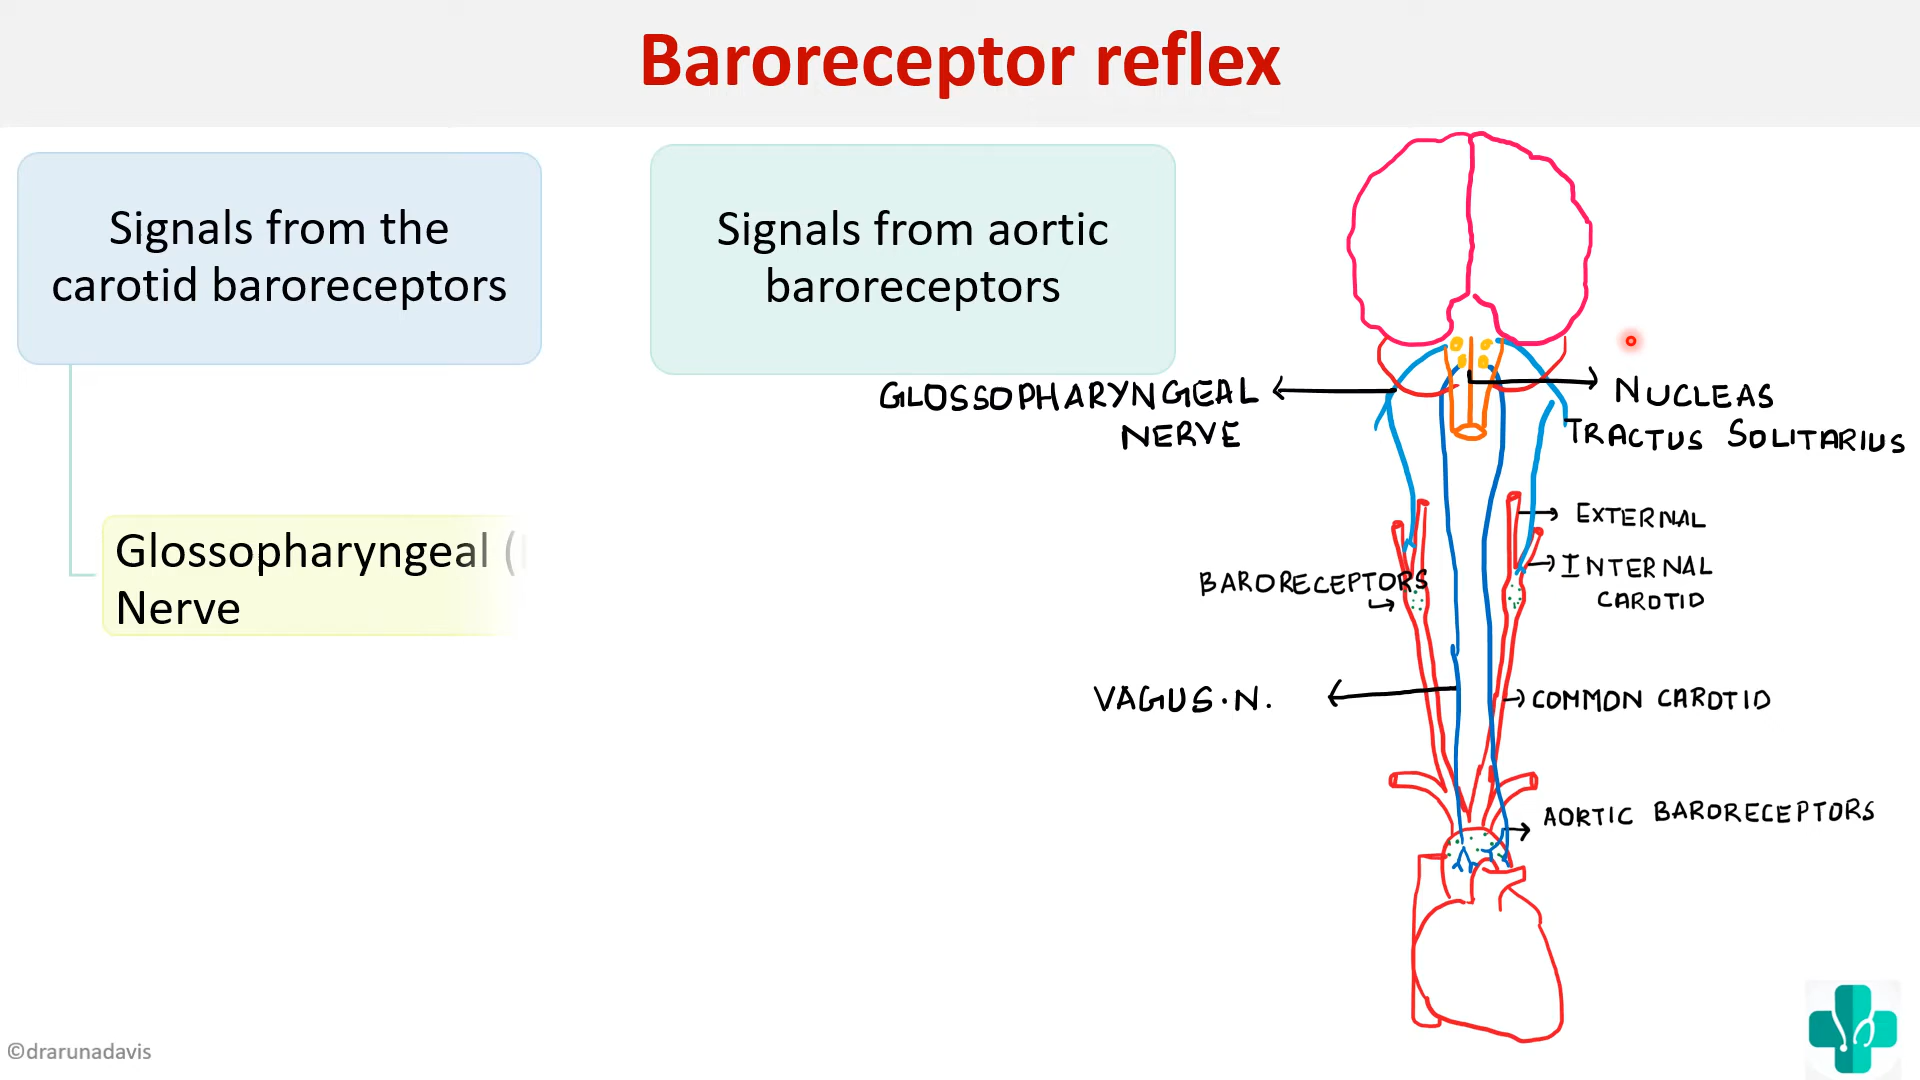 Baroreceptor reflex
Signals from the
carotid baroreceptors
Signals from aortic
baroreceptors
Glossopharyngeal (
Nerve
GLOSSOPHARYNGEAL
NERVE
NUCLEAS
TRACTUS SOLITARIUS
EXTERNAL
INTERNAL
CAROTID
BARORECEPTORS
VAGUS.N.
COMMON CAROTID
AORTIC BARORECEPTORS
©drarunadavis